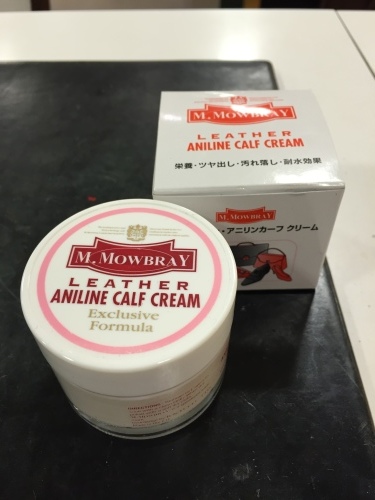 M. MOWBRAY
LEATHER
ANILINE CALF CREAM
栄養・ツヤ出し・汚れ落し・耐水効果
M. MOWBRAY
・アニリンカーフ クリーム
M. MOWBRAY
LEATHER
ANILINE CALF CREAM
Exclusive
Formula